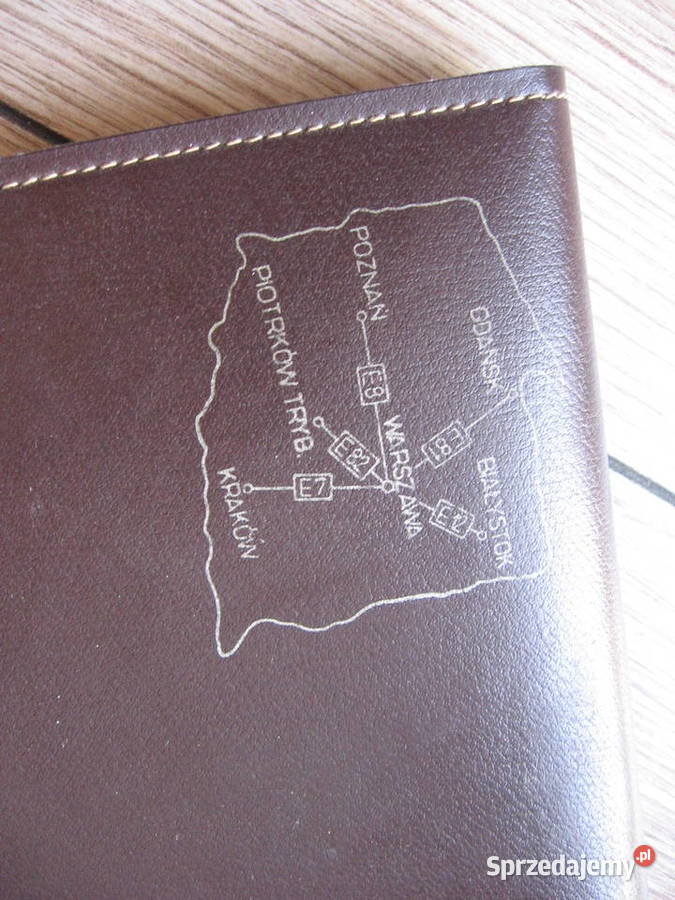 POZNAŃ
PIOTRKÓW TRYB.
GDAŃSK
E8
WARSZAWA
E81
E82
BIAŁYSTOK
E12
E7
KRAKÓW
Sprzedajemy.pl